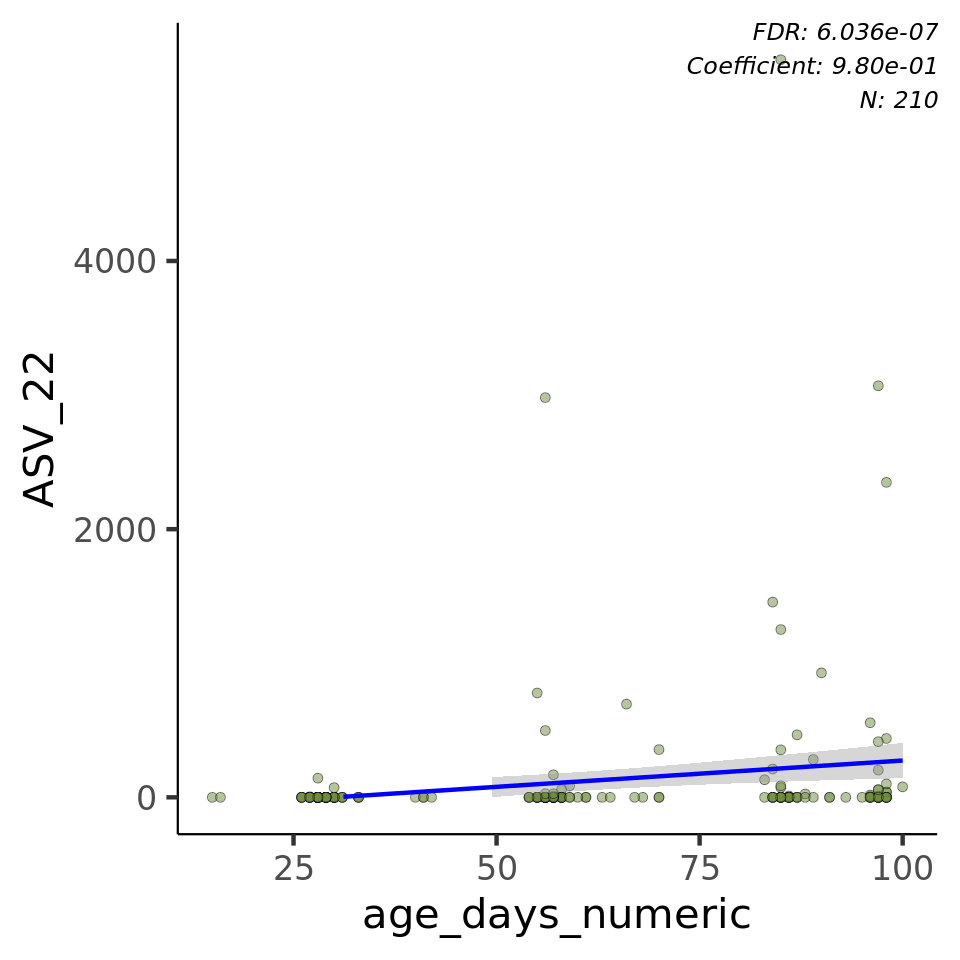 FDR: 6.036e-07
Coefficient: 9.80e-01
N: 210
4000
2000
0
ASV_22
25 50 75 100
age_days_numeric